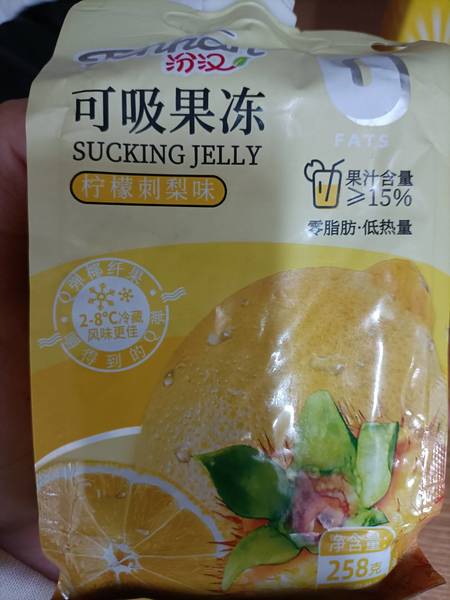 Fenhan
汾汉
可吸果冻
SUCKING JELLY
柠檬刺梨味
0
FATS
果汁含量
≥15%
零脂肪·低热量
2-8°C冷藏
风味更佳
净含量:
258克